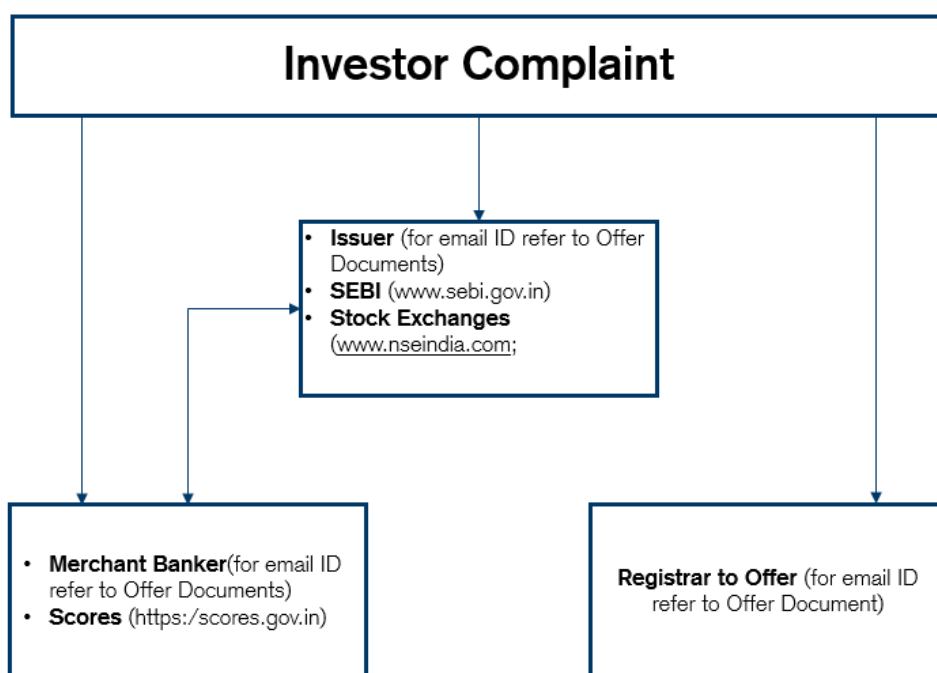 Investor Complaint
• Issuer (for email ID refer to Offer
Documents)
• SEBI (www.sebi.gov.in)
• Stock Exchanges
(www.nseindia.com;
• Merchant Banker(for email ID
refer to Offer Documents)
• Scores (https:/scores.gov.in)
Registrar to Offer (for email ID
refer to Offer Document)